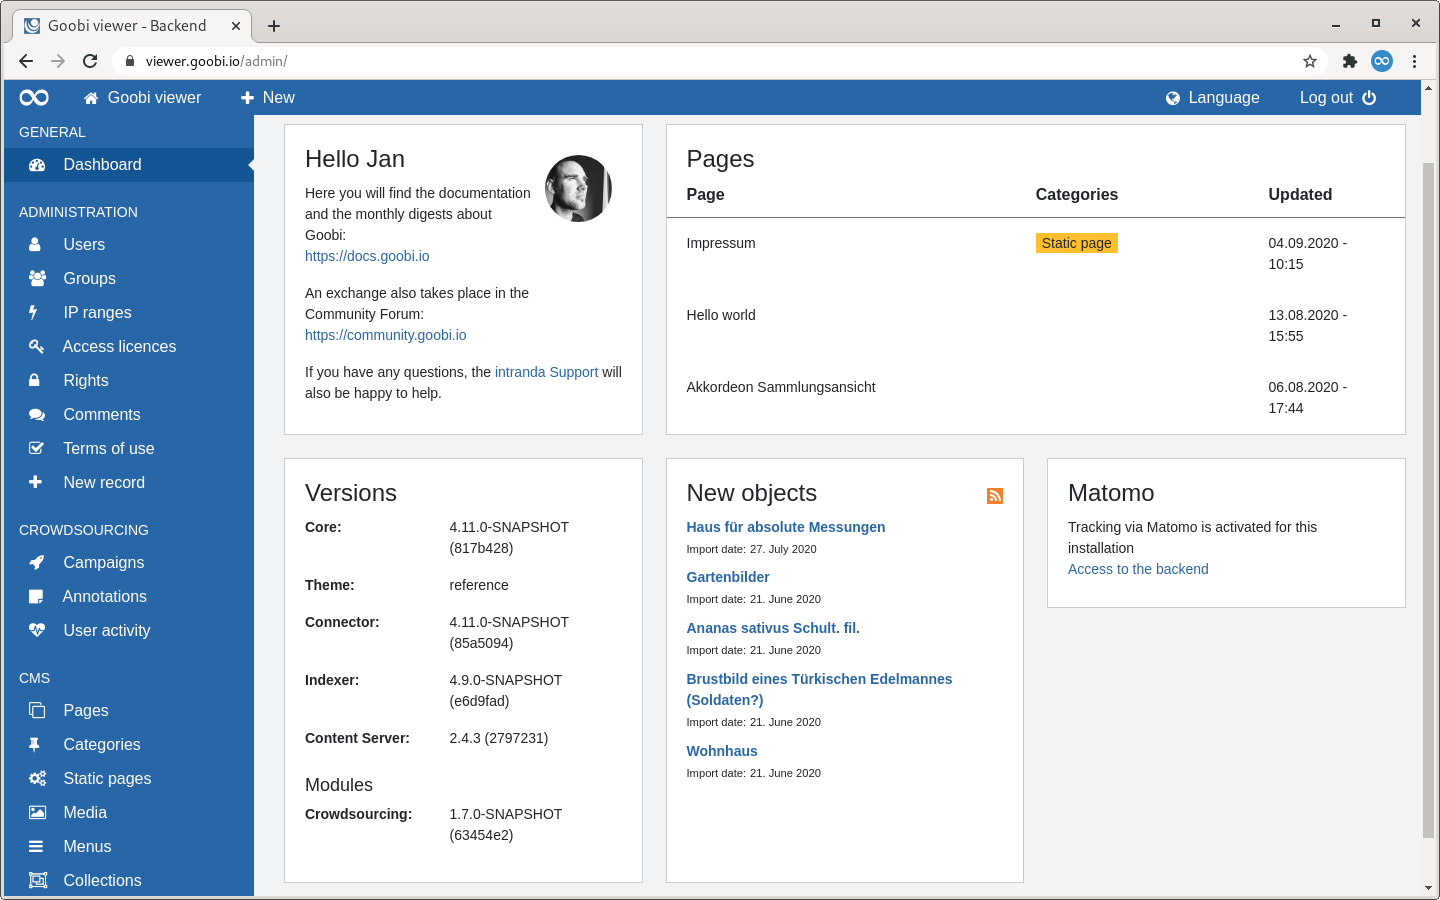 Goobi viewer - Backend
viewer.goobi.io/admin/
Goobi viewer
New
Language
Log out
GENERAL
Dashboard
ADMINISTRATION
Users
Groups
IP ranges
Access licences
Rights
Comments
Terms of use
New record
CROWDSOURCING
Campaigns
Annotations
User activity
CMS
Pages
Categories
Static pages
Media
Menus
Collections
Hello Jan
Here you will find the documentation
and the monthly digests about
Goobi:
https://docs.goobi.io
An exchange also takes place in the
Community Forum:
https://community.goobi.io
If you have any questions, the intranda Support will
also be happy to help.
Pages
Page Categories Updated
Impressum Static page 04.09.2020 -
10:15
Hello world 13.08.2020 -
15:55
Akkordeon Sammlungsansicht 06.08.2020 -
17:44
Versions
Core: 4.11.0-SNAPSHOT
(817b428)
Theme: reference
Connector: 4.11.0-SNAPSHOT
(85a5094)
Indexer: 4.9.0-SNAPSHOT
(e6d9fad)
Content Server: 2.4.3 (2797231)
Modules
Crowdsourcing: 1.7.0-SNAPSHOT
(63454e2)
New objects
Haus für absolute Messungen
Import date: 27. July 2020
Gartenbilder
Import date: 21. June 2020
Ananas sativus Schult. fil.
Import date: 21. June 2020
Brustbild eines Türkischen Edelmannes
(Soldaten?)
Import date: 21. June 2020
Wohnhaus
Import date: 21. June 2020
Matomo
Tracking via Matomo is activated for this
installation
Access to the backend